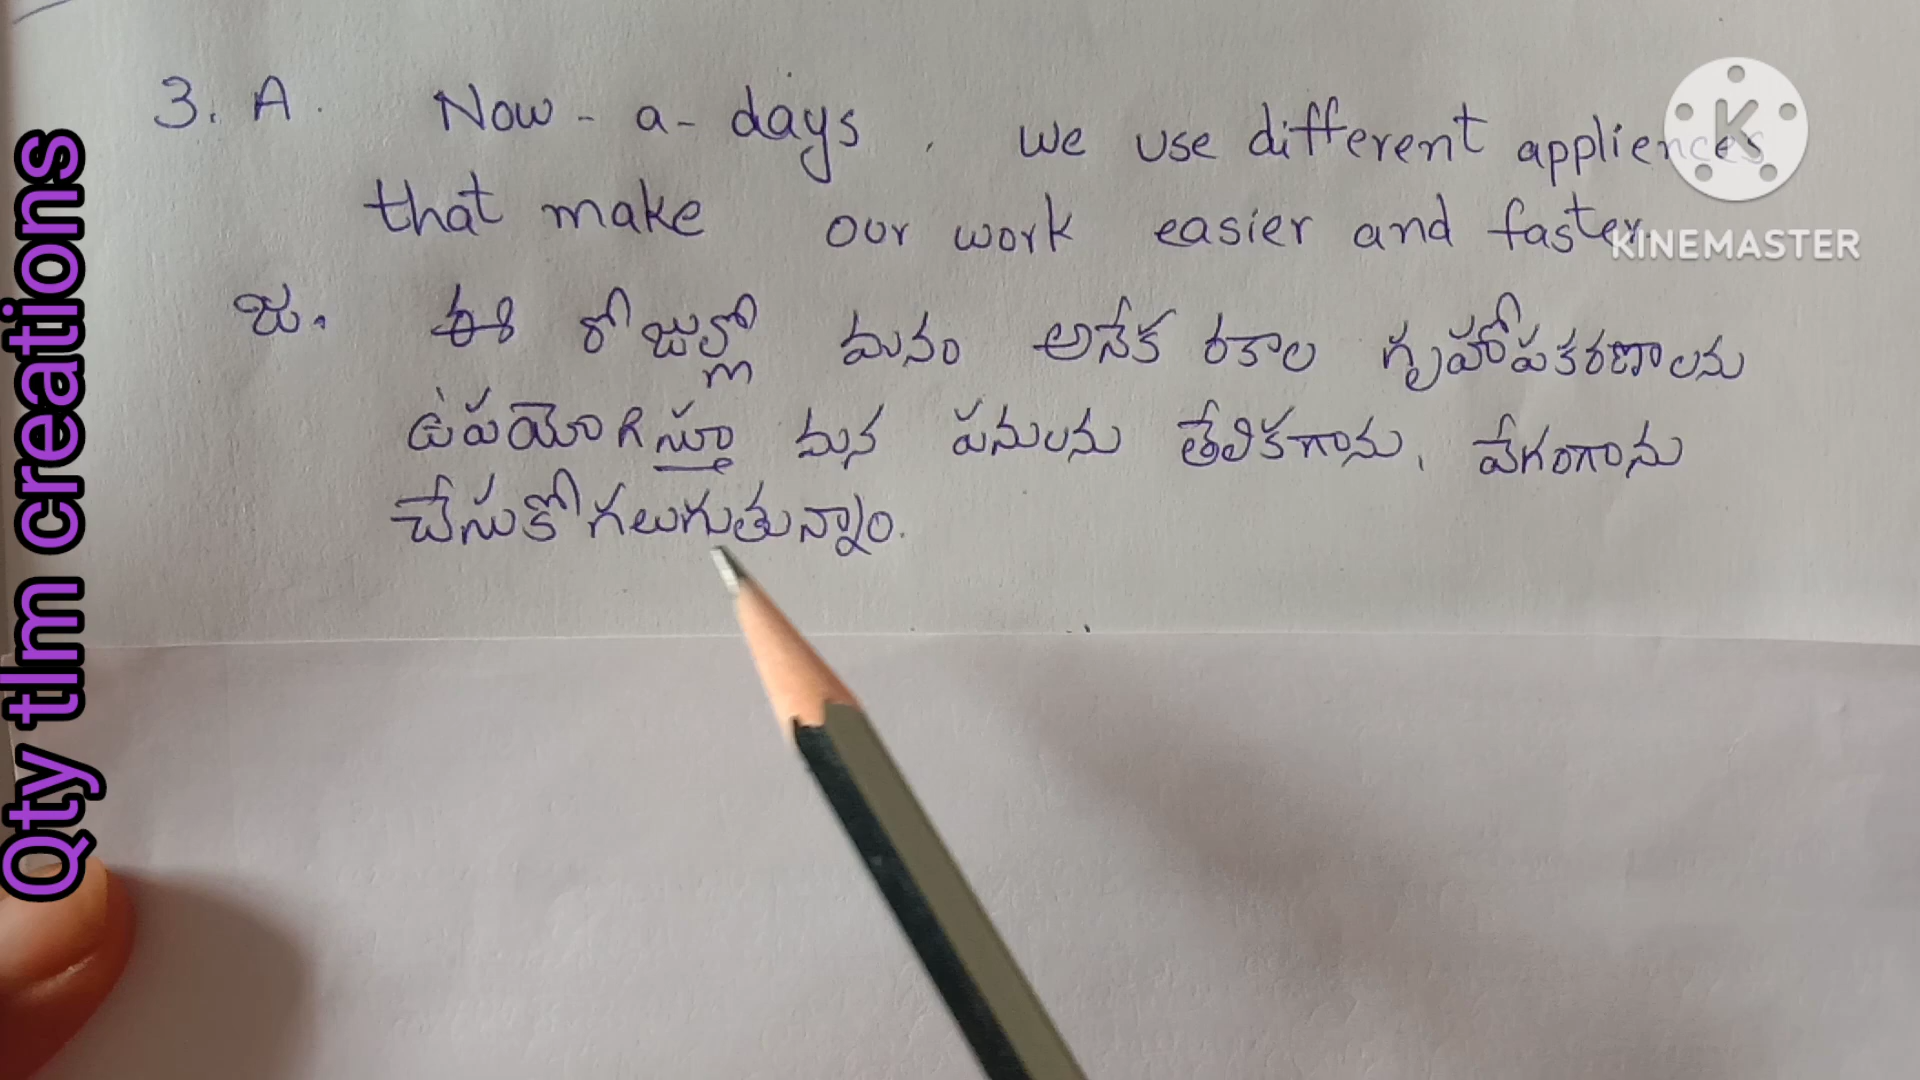 3. A. Now - a - days, we use different appliences
that make our work easier and faster
జ. ఈ రోజుల్లో మనం అనేక రకాల గృహోపకరణాలను
ఉపయోగిస్తూ మన పనులను తేలికగాను, వేగంగాను
చేసుకోగలుగుతున్నాం.
KINEMASTER
Qty tlm creations